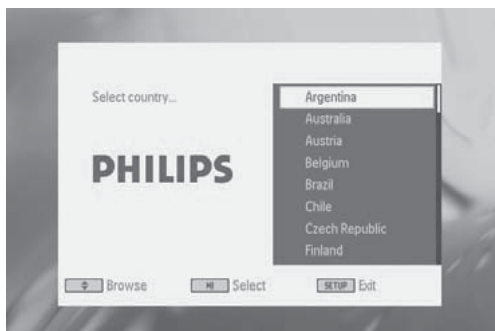 Select country...
PHILIPS
Argentina
Australia
Austria
Belgium
Brazil
Chile
Czech Republic
Finland
Browse
Select
SETUP Exit